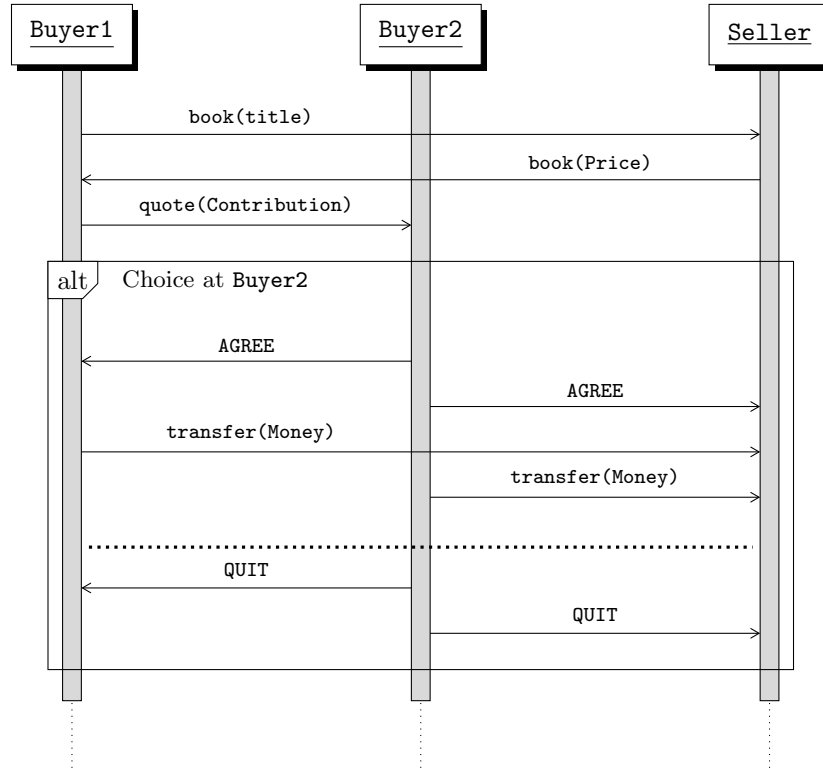 Buyer1
Buyer2
Seller
book(title)
book(Price)
quote(Contribution)
alt
Choice at Buyer2
AGREE
AGREE
transfer(Money)
transfer(Money)
QUIT
QUIT